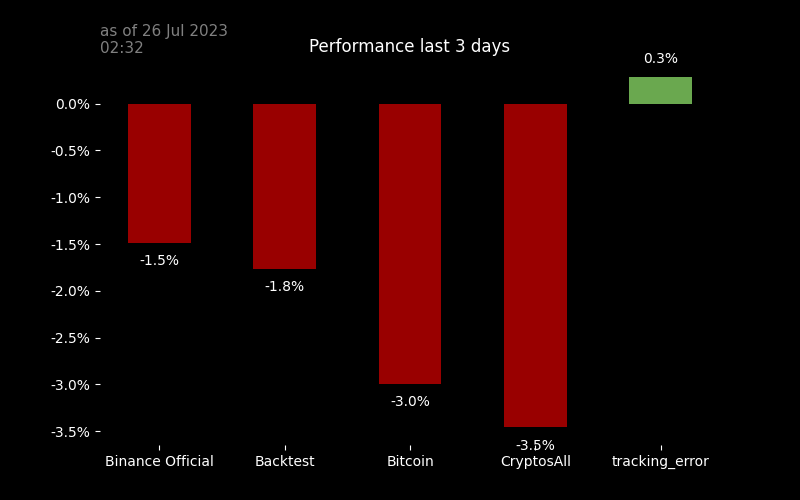 as of 26 Jul 2023
02:32
Performance last 3 days
0.3%
0.0%
-0.5%
-1.0%
-1.5%
-2.0%
-2.5%
-3.0%
-3.5%
-1.5%
-1.8%
-3.0%
-3.5%
Binance Official
Backtest
Bitcoin
CryptosAll
tracking_error